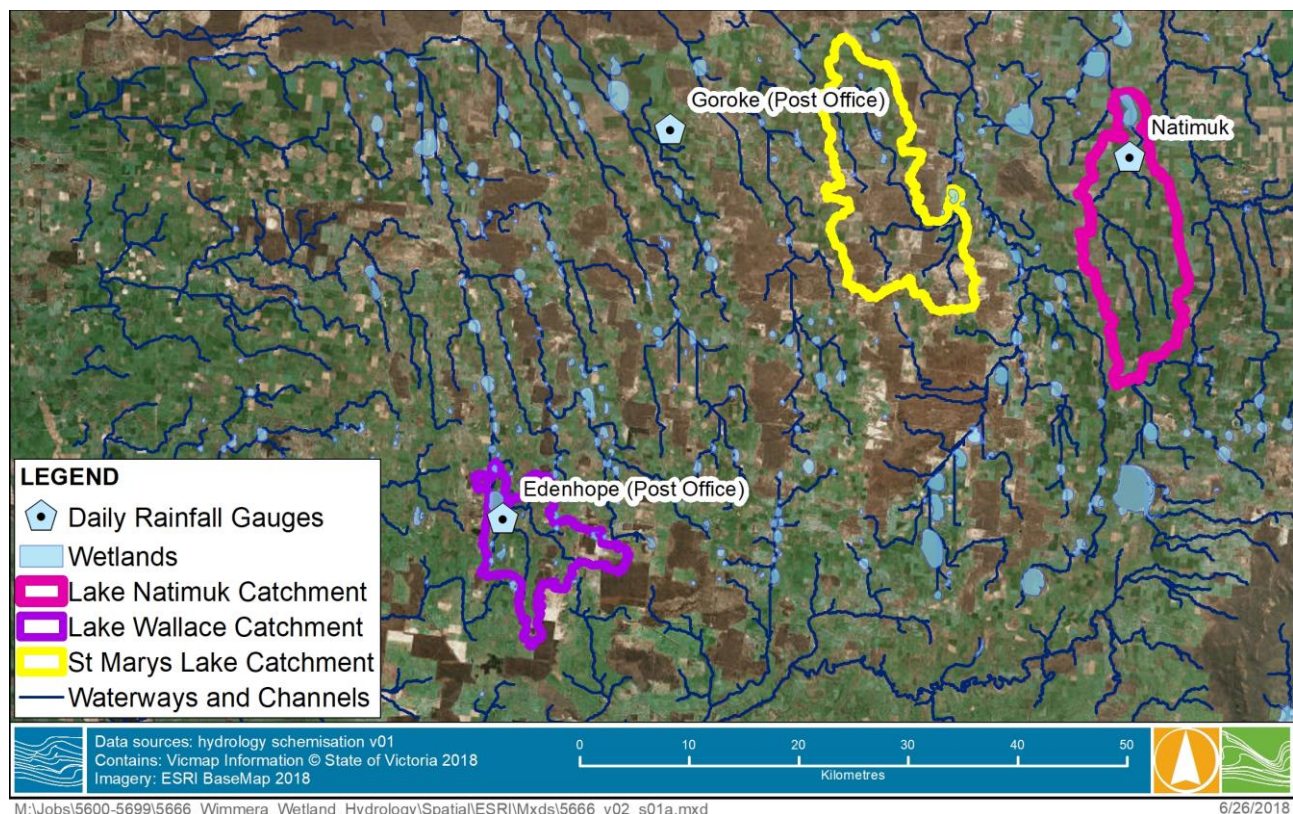 Goroke (Post Office)
Natimuk
Edenhope (Post Office)
LEGEND
Daily Rainfall Gauges
Wetlands
Lake Natimuk Catchment
Lake Wallace Catchment
St Marys Lake Catchment
Waterways and Channels
Data sources: hydrology schemisation v01
Contains: Vicmap Information © State of Victoria 2018
Imagery: ESRI BaseMap 2018
0 10 20 30 40 50
Kilometres
M:\Jobs\5600-5699\5666_Wimmera_Wetland_Hydrology\Spatial\ESRI\Mxds\5666_v02_s01a.mxd
6/26/2018